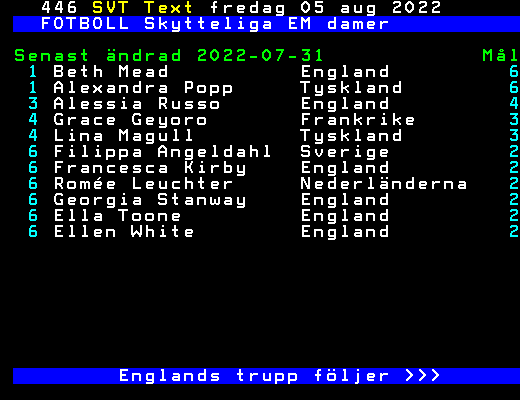 446 SVT Text fredag 05 aug 2022
FOTBOLL Skytteliga EM damer
Senast ändrad 2022-07-31 Mål
1 Beth Mead England 6
1 Alexandra Popp Tyskland 6
3 Alessia Russo England 4
4 Grace Geyoro Frankrike 3
4 Lina Magull Tyskland 3
6 Filippa Angeldahl Sverige 2
6 Francesca Kirby England 2
6 Romée Leuchter Nederländerna 2
6 Georgia Stanway England 2
6 Ella Toone England 2
6 Ellen White England 2
Englands trupp följer >>>